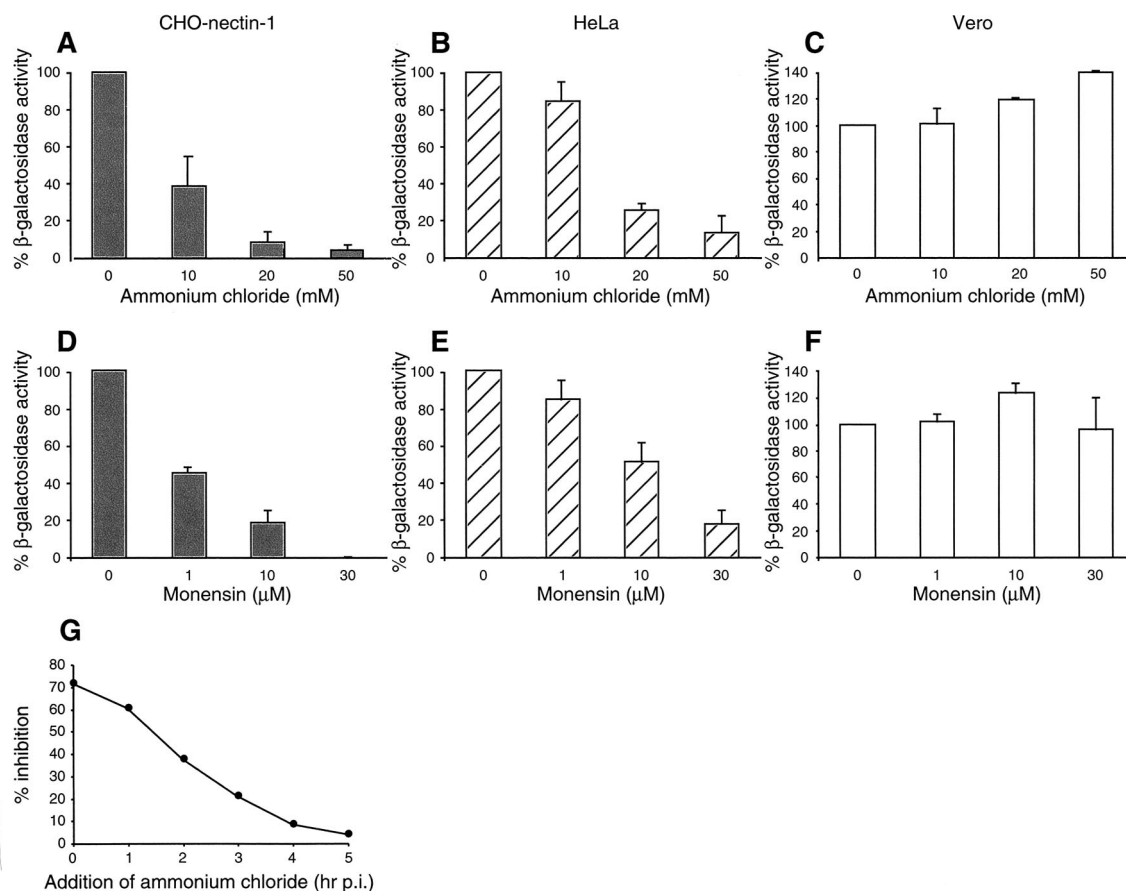 CHO-nectin-1
HeLa
Vero
A
% β-galactosidase activity
100
80
60
40
20
0
0 10 20 50
Ammonium chloride (mM)
B
% β-galactosidase activity
100
80
60
40
20
0
0 10 20 50
Ammonium chloride (mM)
C
% β-galactosidase activity
140
120
100
80
60
40
20
0
0 10 20 50
Ammonium chloride (mM)
D
% β-galactosidase activity
100
80
60
40
20
0
0 1 10 30
Monensin (μM)
E
% β-galactosidase activity
100
80
60
40
20
0
0 1 10 30
Monensin (μM)
F
% β-galactosidase activity
140
120
100
80
60
40
20
0
0 1 10 30
Monensin (μM)
G
% inhibition
80
70
60
50
40
30
20
10
0
0 1 2 3 4 5
Addition of ammonium chloride (hr p.i.)